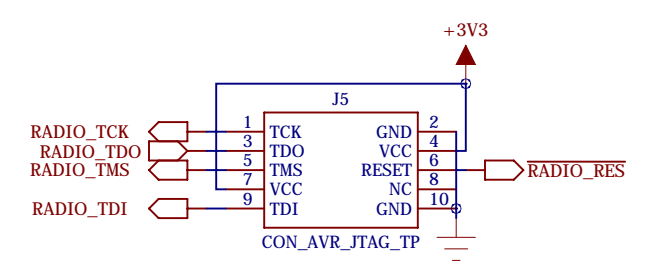 +3V3
J5
RADIO_TCK 1 TCK GND 2
RADIO_TDO 3 TDO VCC 4
RADIO_TMS 5 TMS RESET 6 RADIO_RES
7 VCC NC 8
RADIO_TDI 9 TDI GND 10
CON_AVR_JTAG_TP